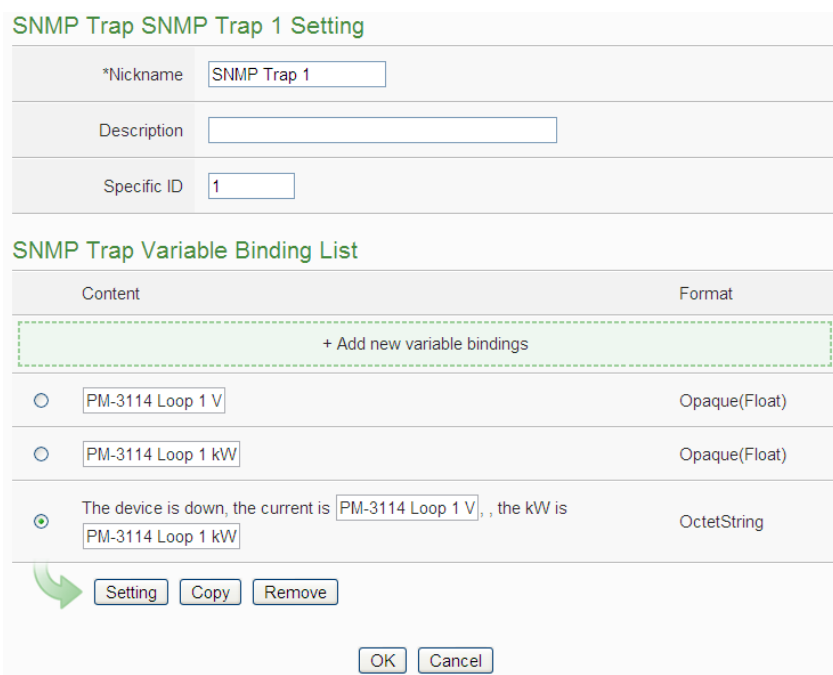 SNMP Trap SNMP Trap 1 Setting
*Nickname SNMP Trap 1
Description
Specific ID 1
SNMP Trap Variable Binding List
Content Format
+ Add new variable bindings
PM-3114 Loop 1 V Opaque(Float)
PM-3114 Loop 1 kW Opaque(Float)
The device is down, the current is PM-3114 Loop 1 V, , the kW is
PM-3114 Loop 1 kW OctetString
Setting Copy Remove
OK Cancel